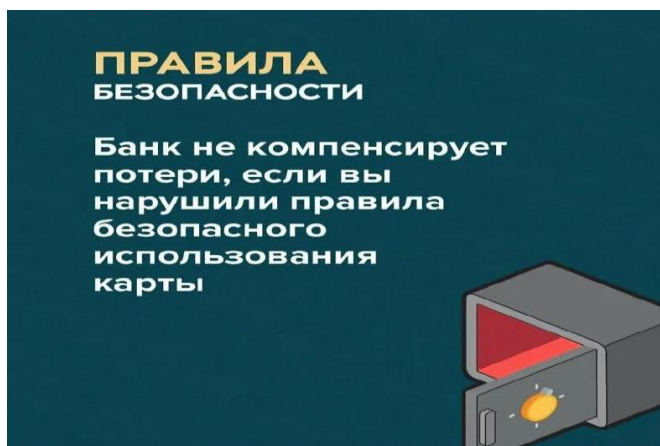 ПРАВИЛА
БЕЗОПАСНОСТИ
Банк не компенсирует
потери, если вы
нарушили правила
безопасного
использования
карты